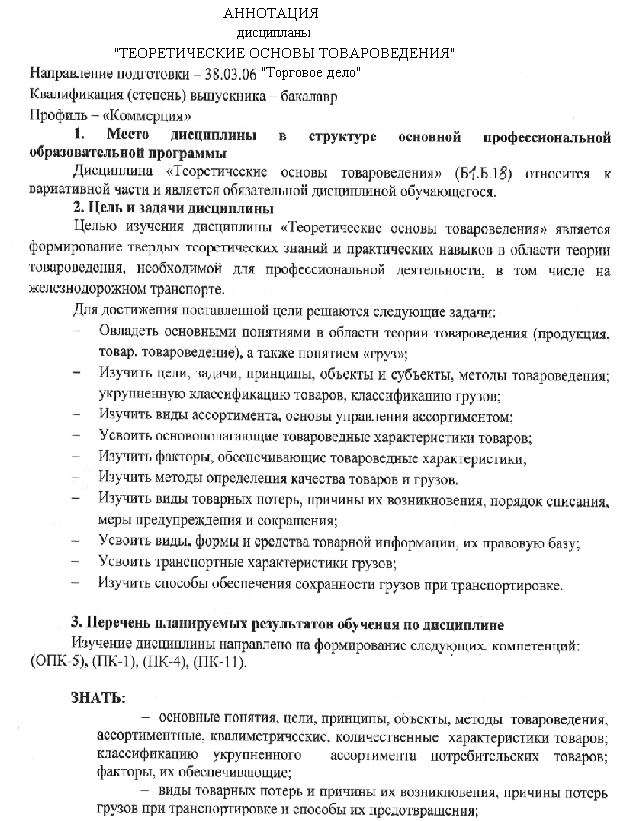 АННОТАЦИЯ
дисципланы
"ТЕОРЕТИЧЕСКИЕ ОСНОВЫ ТОВАРОВЕДЕНИЯ"
Направление подготовки – 38.03.06 "Торговое дело"
Квалификация (степень) выпускника – бакалавр
Профиль – «Коммерция»
1. Место дисциплины в структуре основной профессиональной
образовательной программы
Дисциплина «Теоретические основы товароведения» (Б1.Б.18) относится к
вариативной части и является обязательной дисциплиной обучающегося.
2. Цель и задачи дисциплины
Целью изучения дисциплины «Теоретические основы товароведения» является
формирование твердых теоретических знаний и практических навыков в области теории
товароведения, необходимой для профессиональной деятельности, в том числе на
железнодорожном транспорте.
Для достижения поставленной цели решаются следующие задачи:
– Овладеть основными понятиями в области теории товароведения (продукция,
товар, товароведение), а также понятием «груз»;
– Изучить цели, задачи, принципы, объекты и субъекты, методы товароведения;
укрупненную классификацию товаров, классификацию грузов;
– Изучить виды ассортимента, основы управления ассортиментом;
– Усвоить основополагающие товароведные характеристики товаров;
– Изучить факторы, обеспечивающие товароведные характеристики,
– Изучить методы определения качества товаров и грузов.
– Изучить виды товарных потерь, причины их возникновения, порядок списания,
меры предупреждения и сокращения;
– Усвоить виды, формы и средства товарной информации, их правовую базу;
– Усвоить транспортные характеристики грузов;
– Изучить способы обеспечения сохранности грузов при транспортировке.
3. Перечень планируемых результатов обучения по дисциплине
Изучение дисциплины направлено на формирование следующих. компетенций:
(ОПК-5), (ПК-1), (ПК-4), (ПК-11).
ЗНАТЬ:
– основные понятия, цели, принципы, объекты, методы товароведения,
ассортиментные, квалиметрические, количественные характеристики товаров;
классификацию укрупненного ассортимента потребительских товаров;
факторы, их обеспечивающие;
– виды товарных потерь и причины их возникновения, причины потерь
грузов при транспортировке и способы их предотвращения;